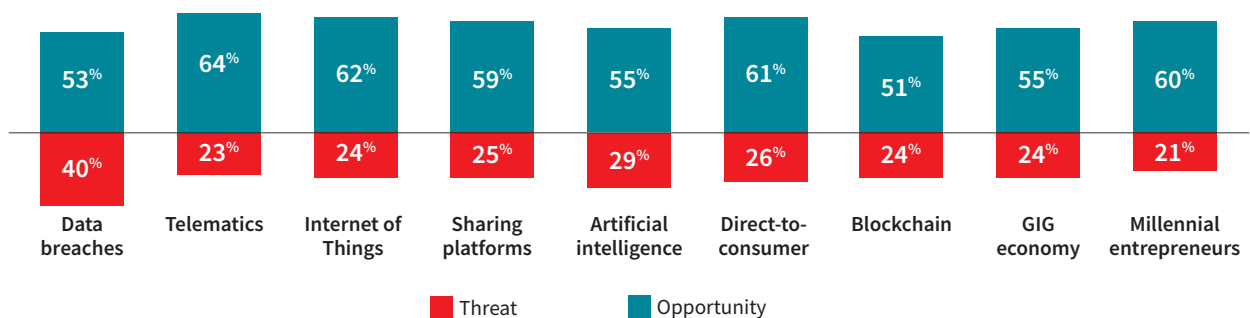 53% 64% 62% 59% 55% 61% 51% 55% 60%
40% 23% 24% 25% 29% 26% 24% 24% 21%
Data Telematics Internet of Sharing Artificial Direct-to- Blockchain GIG Millennial
breaches Things platforms intelligence consumer economy entrepreneurs
Threat Opportunity